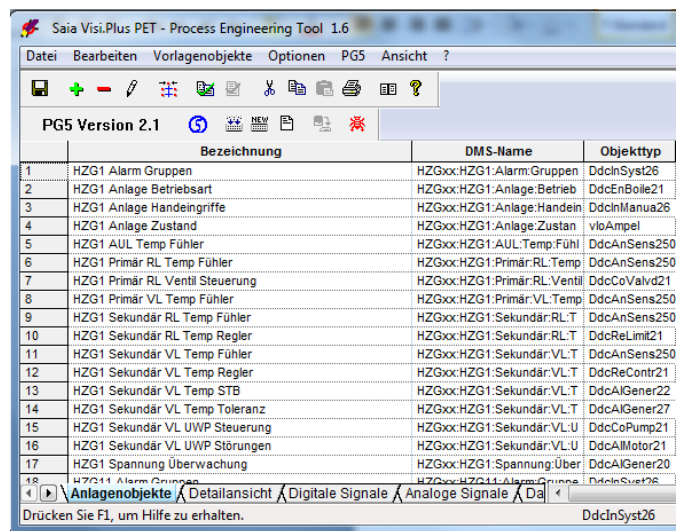 Saia Visi.Plus PET - Process Engineering Tool 1.6
Datei Bearbeiten Vorlagenobjekte Optionen PG5 Ansicht ?
PG5 Version 2.1 NEW
Bezeichnung DMS-Name Objekttyp
1 HZG1 Alarm Gruppen HZGxx:HZG1:Alarm:Gruppen DdcInSyst26
2 HZG1 Anlage Betriebsart HZGxx:HZG1:Anlage:Betrieb DdcEnBoile21
3 HZG1 Anlage Handeingriffe HZGxx:HZG1:Anlage:Handein DdcInManua26
4 HZG1 Anlage Zustand HZGxx:HZG1:Anlage:Zustan vloAmpel
5 HZG1 AUL Temp Fühler HZGxx:HZG1:AUL:Temp:Fühl DdcAnSens250
6 HZG1 Primär RL Temp Fühler HZGxx:HZG1:Primär:RL:Temp DdcAnSens250
7 HZG1 Primär RL Ventil Steuerung HZGxx:HZG1:Primär:RL:Ventil DdcCoValvd21
8 HZG1 Primär VL Temp Fühler HZGxx:HZG1:Primär:VL:Temp DdcAnSens250
9 HZG1 Sekundär RL Temp Fühler HZGxx:HZG1:Sekundär:RL:T DdcAnSens250
10 HZG1 Sekundär RL Temp Regler HZGxx:HZG1:Sekundär:RL:T DdcReLimit21
11 HZG1 Sekundär VL Temp Fühler HZGxx:HZG1:Sekundär:VL:T DdcAnSens250
12 HZG1 Sekundär VL Temp Regler HZGxx:HZG1:Sekundär:VL:T DdcReContr21
13 HZG1 Sekundär VL Temp STB HZGxx:HZG1:Sekundär:VL:T DdcAlGener22
14 HZG1 Sekundär VL Temp Toleranz HZGxx:HZG1:Sekundär:VL:T DdcAlGener27
15 HZG1 Sekundär VL UWP Steuerung HZGxx:HZG1:Sekundär:VL:U DdcCoPump21
16 HZG1 Sekundär VL UWP Störungen HZGxx:HZG1:Sekundär:VL:U DdcAlMotor21
17 HZG1 Spannung Überwachung HZGxx:HZG1:Spannung:Über DdcAlGener20
18 HZG11 Alarm Gruppen HZGxx:HZG11:Alarm:Gruppe DdcInSyst26
Anlagenobjekte Detailansicht Digitale Signale Analoge Signale Da
Drücken Sie F1, um Hilfe zu erhalten. DdcInSyst26